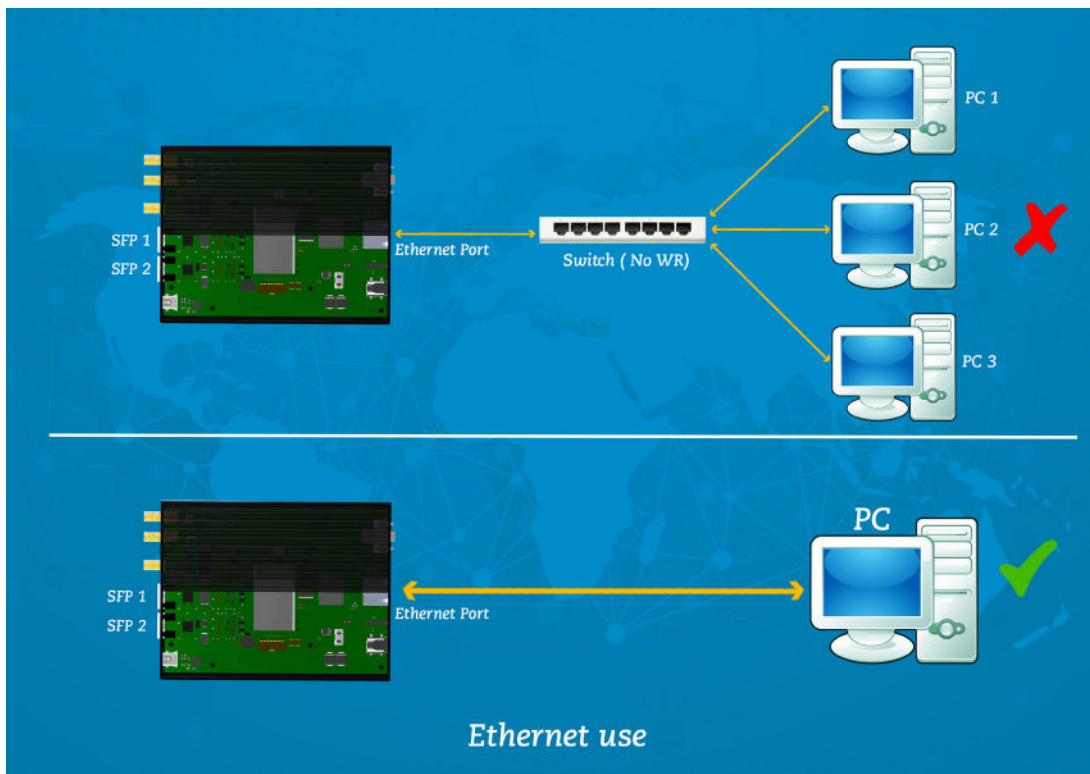 PC 1
SFP 1
SFP 2
Ethernet Port
Switch ( No WR)
PC 2
PC 3
PC
SFP 1
SFP 2
Ethernet Port
Ethernet use